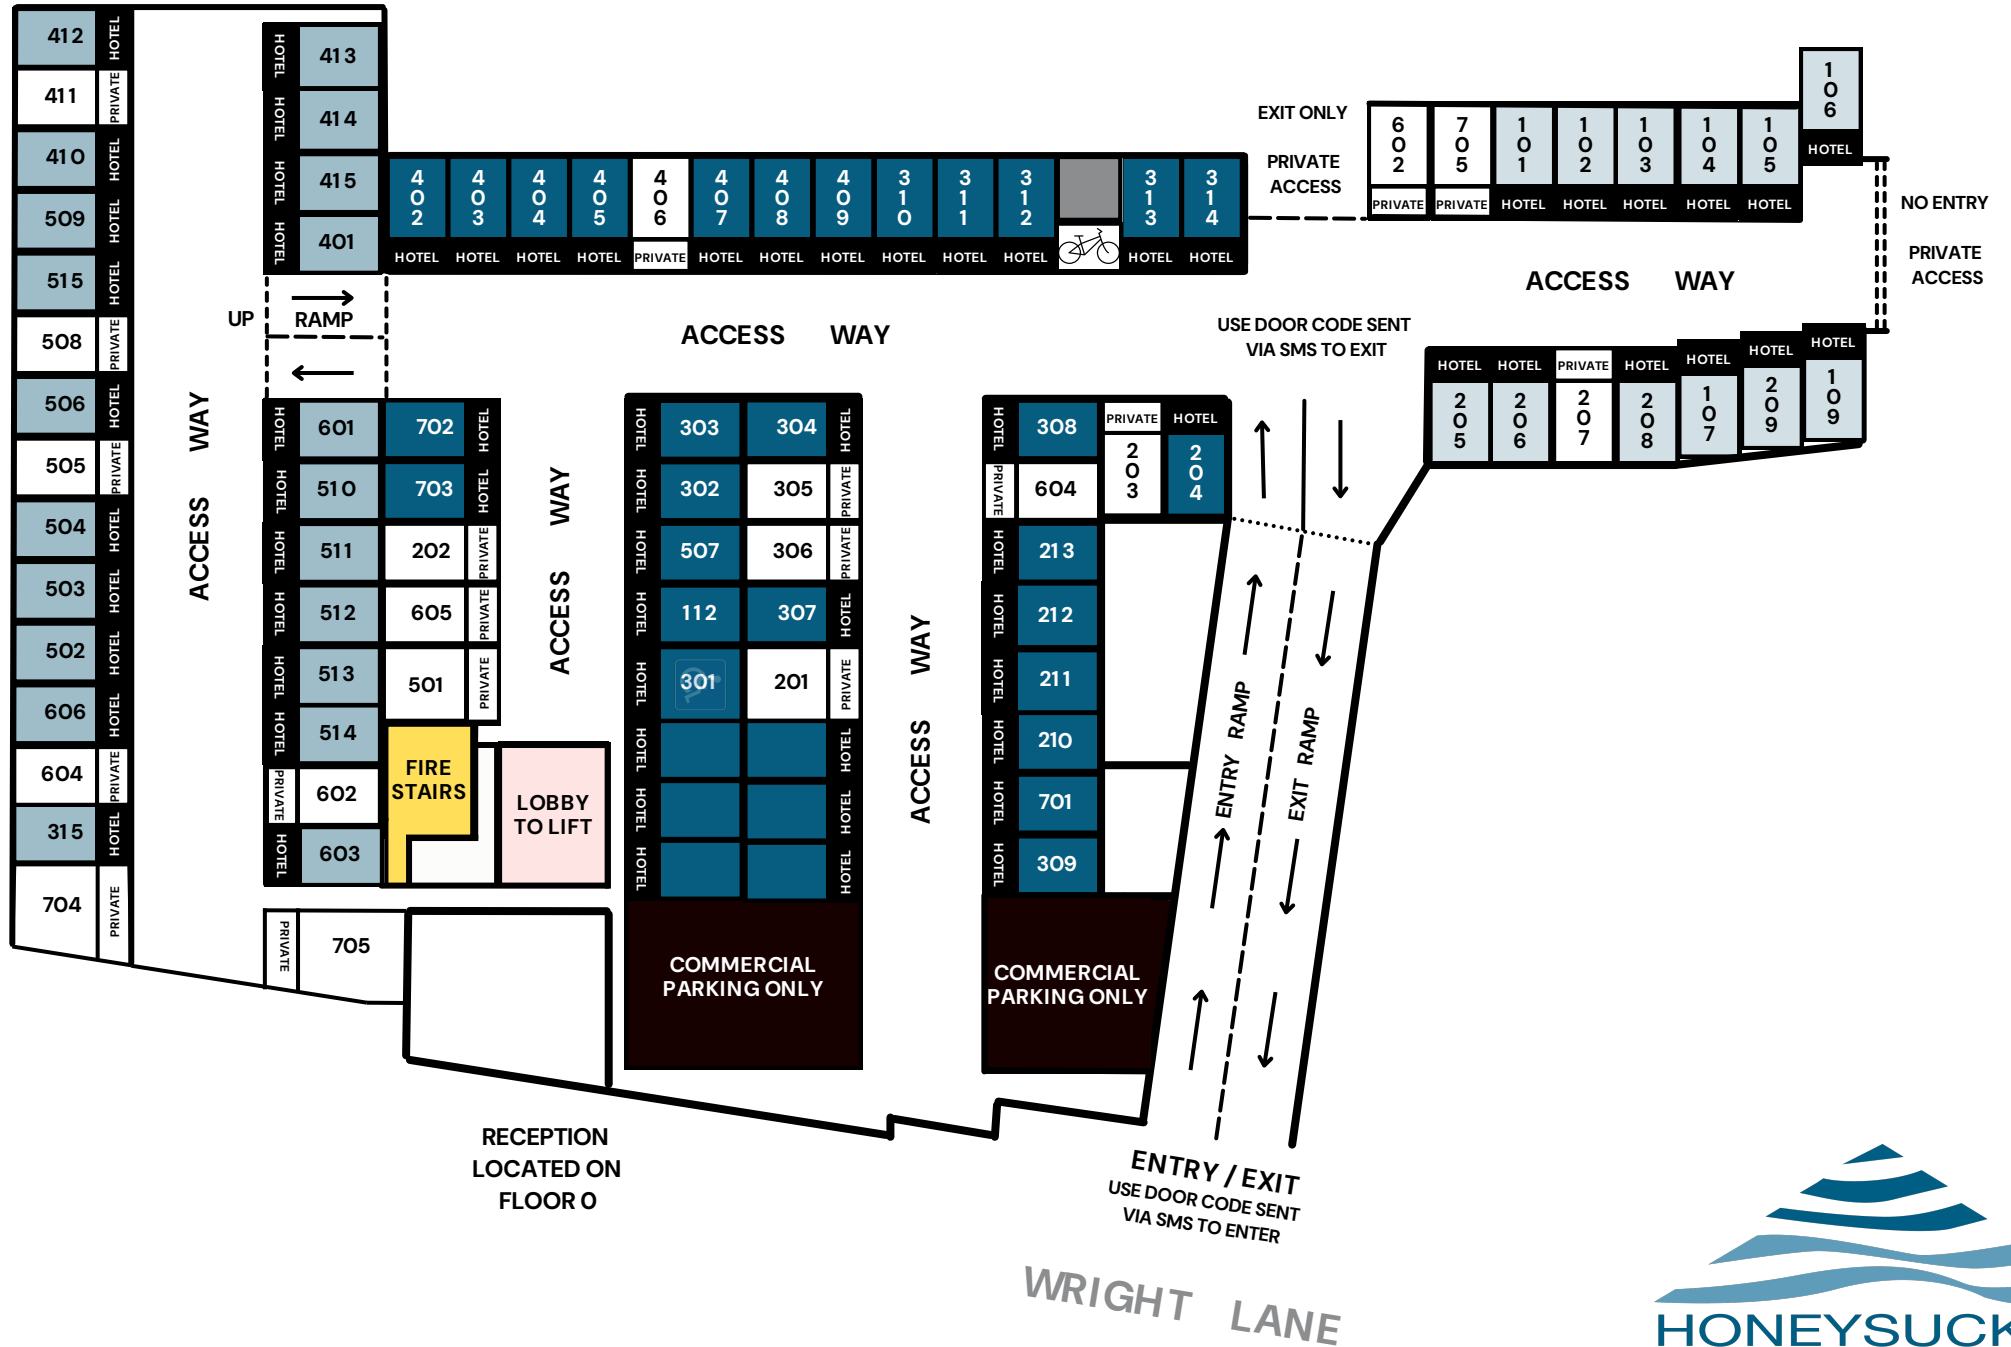 412 HOTEL
411 PRIVATE
410 HOTEL
509 HOTEL
515 HOTEL
508 PRIVATE
506 HOTEL
505 PRIVATE
504 HOTEL
503 HOTEL
502 HOTEL
606 HOTEL
604 PRIVATE
315 HOTEL
704 PRIVATE
ACCESS WAY
HOTEL 413
HOTEL 414
HOTEL 415
HOTEL 401
UP
RAMP
402 403 404 405 406 407 408 409 310 311 312 313 314
HOTEL HOTEL HOTEL HOTEL PRIVATE HOTEL HOTEL HOTEL HOTEL HOTEL HOTEL HOTEL HOTEL
EXIT ONLY
PRIVATE
ACCESS
602 705 101 102 103 104 105
PRIVATE PRIVATE HOTEL HOTEL HOTEL HOTEL HOTEL
106
HOTEL
NO ENTRY
PRIVATE
ACCESS
ACCESS WAY
ACCESS WAY
USE DOOR CODE SENT
VIA SMS TO EXIT
HOTEL HOTEL PRIVATE HOTEL HOTEL HOTEL HOTEL
205 206 207 208 107 209 109
HOTEL 601 702 HOTEL
HOTEL 510 703 HOTEL
HOTEL 511 202 PRIVATE
HOTEL 512 605 PRIVATE
HOTEL 513 501 PRIVATE
HOTEL 514
PRIVATE 602
HOTEL 603
PRIVATE 705
FIRE
STAIRS
LOBBY
TO LIFT
ACCESS WAY
HOTEL 303 304 HOTEL
HOTEL 302 305 PRIVATE
HOTEL 507 306 PRIVATE
HOTEL 112 307 HOTEL
HOTEL 301 201 PRIVATE
HOTEL HOTEL
HOTEL HOTEL
HOTEL HOTEL
COMMERCIAL
PARKING ONLY
ACCESS WAY
HOTEL 308
PRIVATE 604
PRIVATE HOTEL
203 204
HOTEL 213
HOTEL 212
HOTEL 211
HOTEL 210
HOTEL 701
HOTEL 309
COMMERCIAL
PARKING ONLY
ENTRY RAMP
EXIT RAMP
RECEPTION
LOCATED ON
FLOOR 0
ENTRY / EXIT
USE DOOR CODE SENT
VIA SMS TO ENTER
WRIGHT LANE
HONEYSUCK